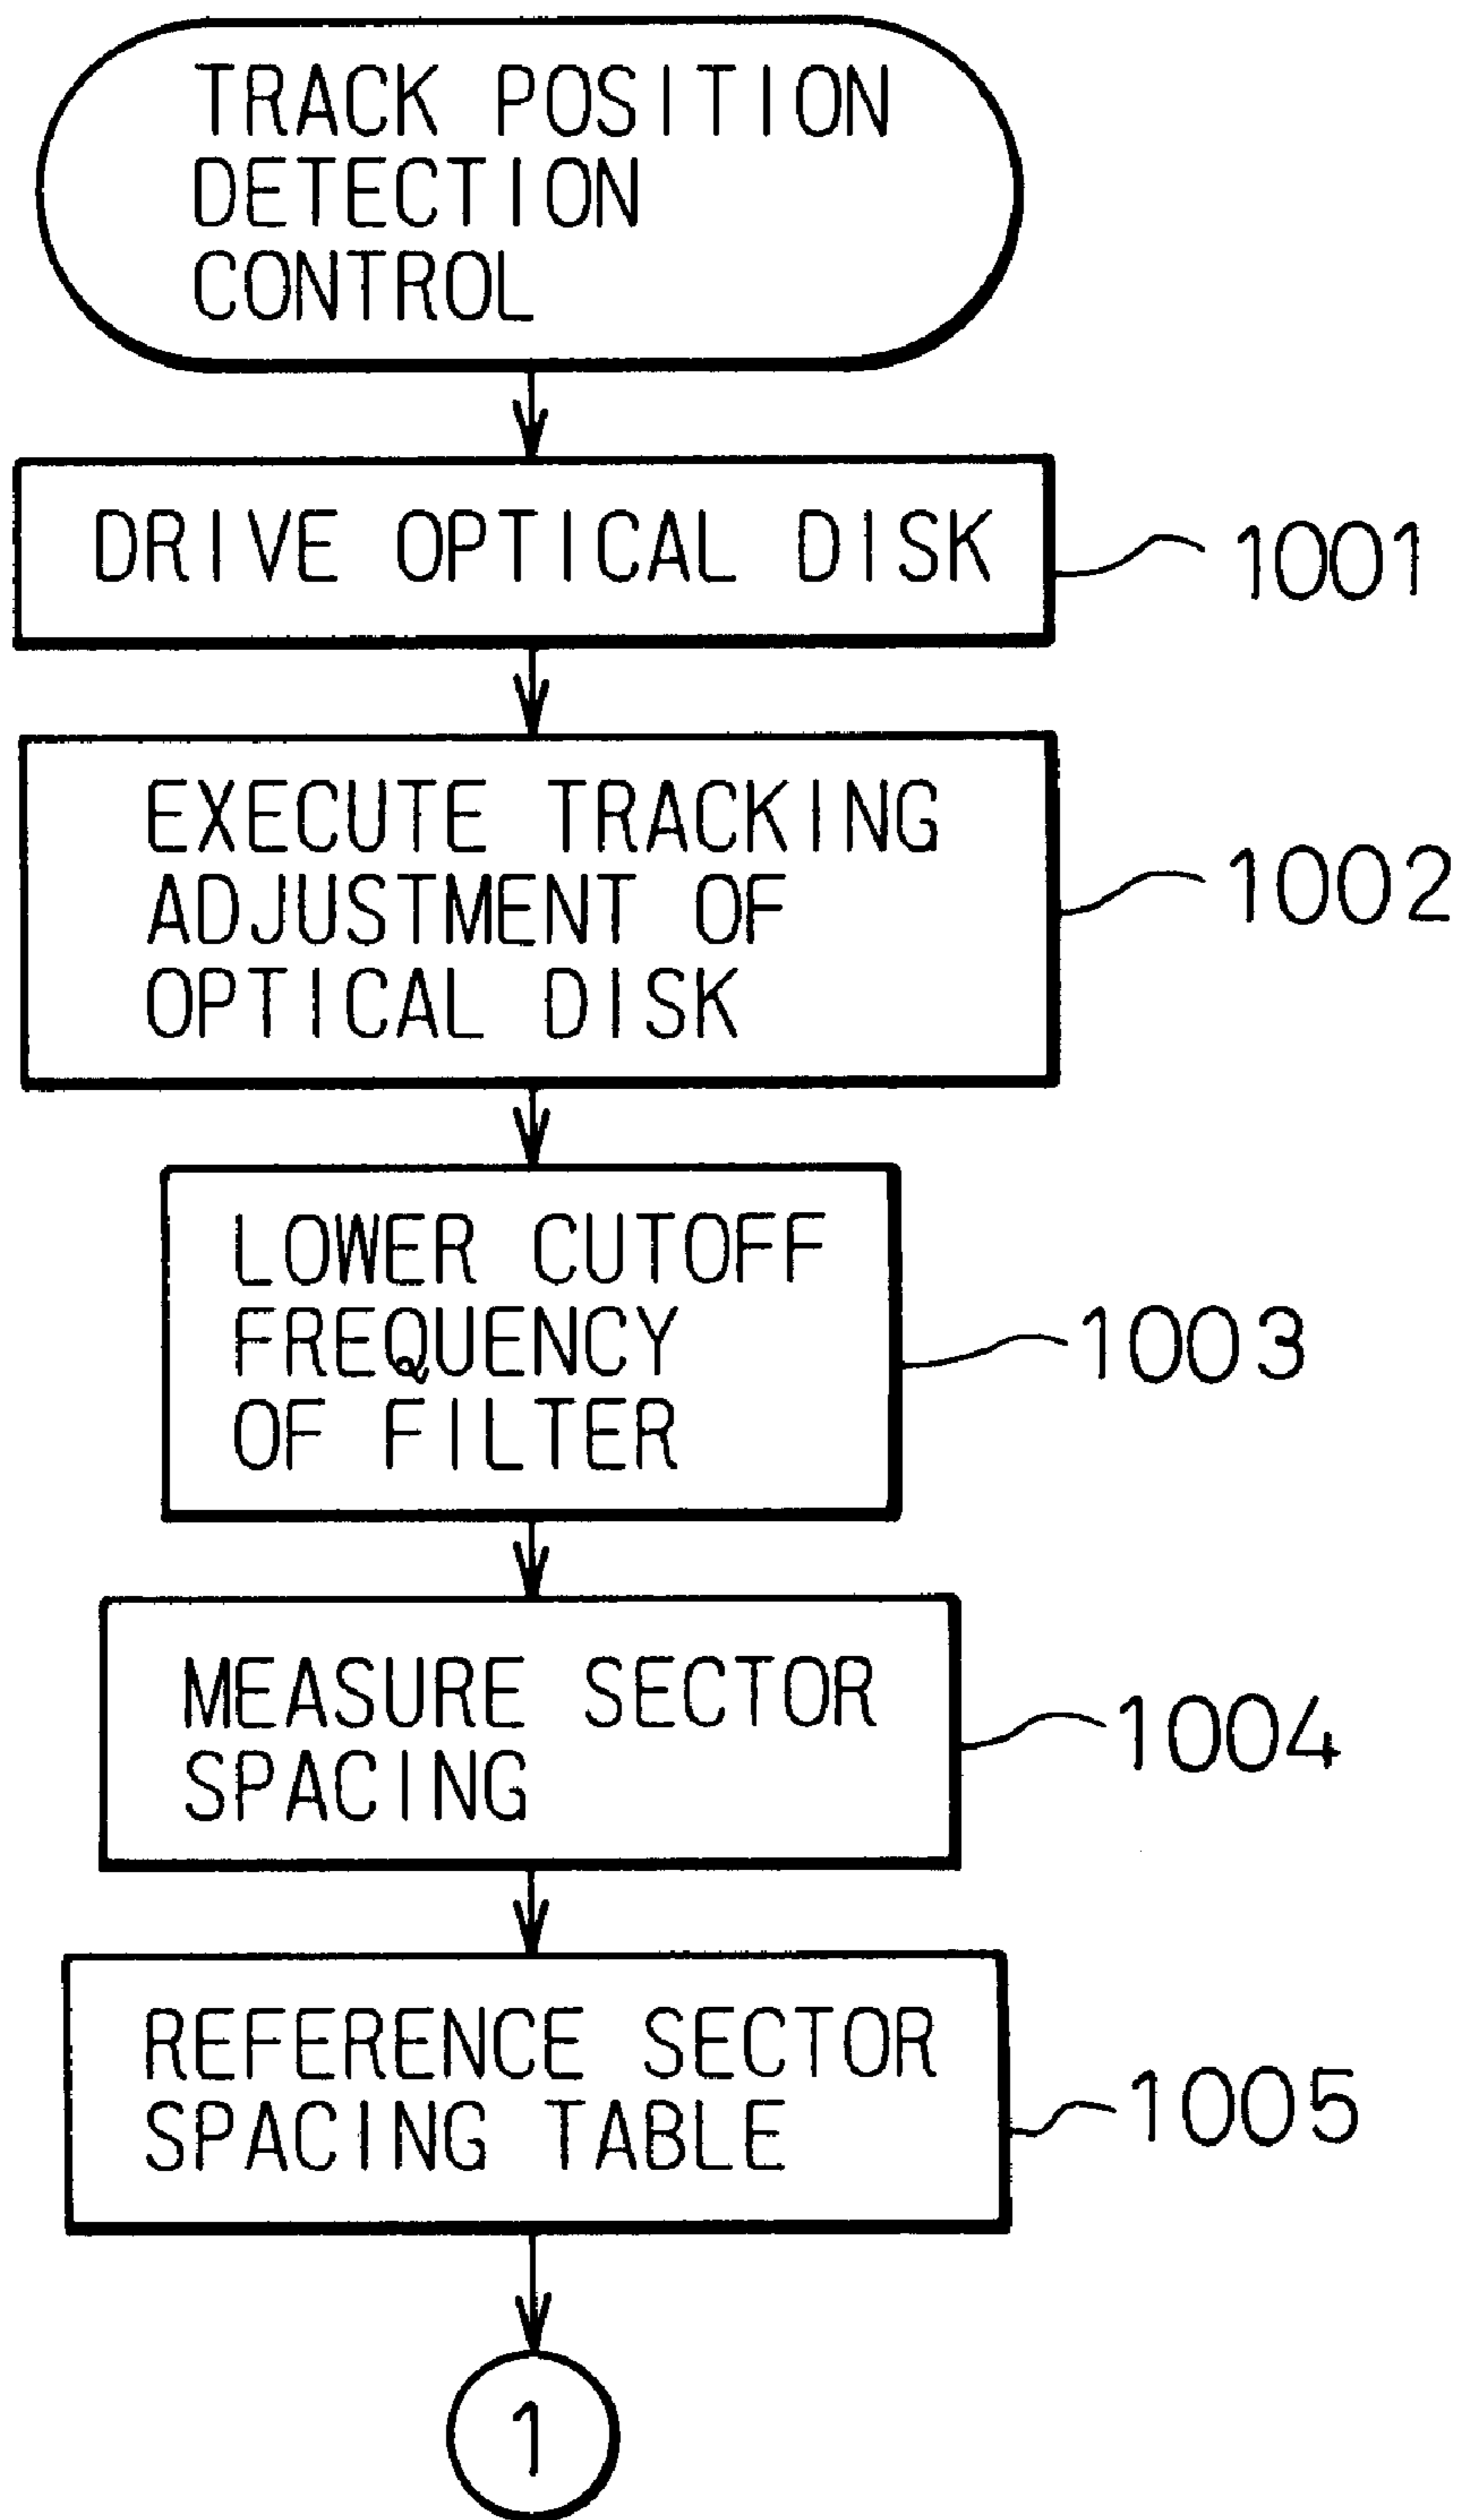 TRACK POSITION
DETECTION
CONTROL
DRIVE OPTICAL DISK
1001
EXECUTE TRACKING
ADJUSTMENT OF
OPTICAL DISK
1002
LOWER CUTOFF
FREQUENCY
OF FILTER
1003
MEASURE SECTOR
SPACING
1004
REFERENCE SECTOR
SPACING TABLE
1005
1